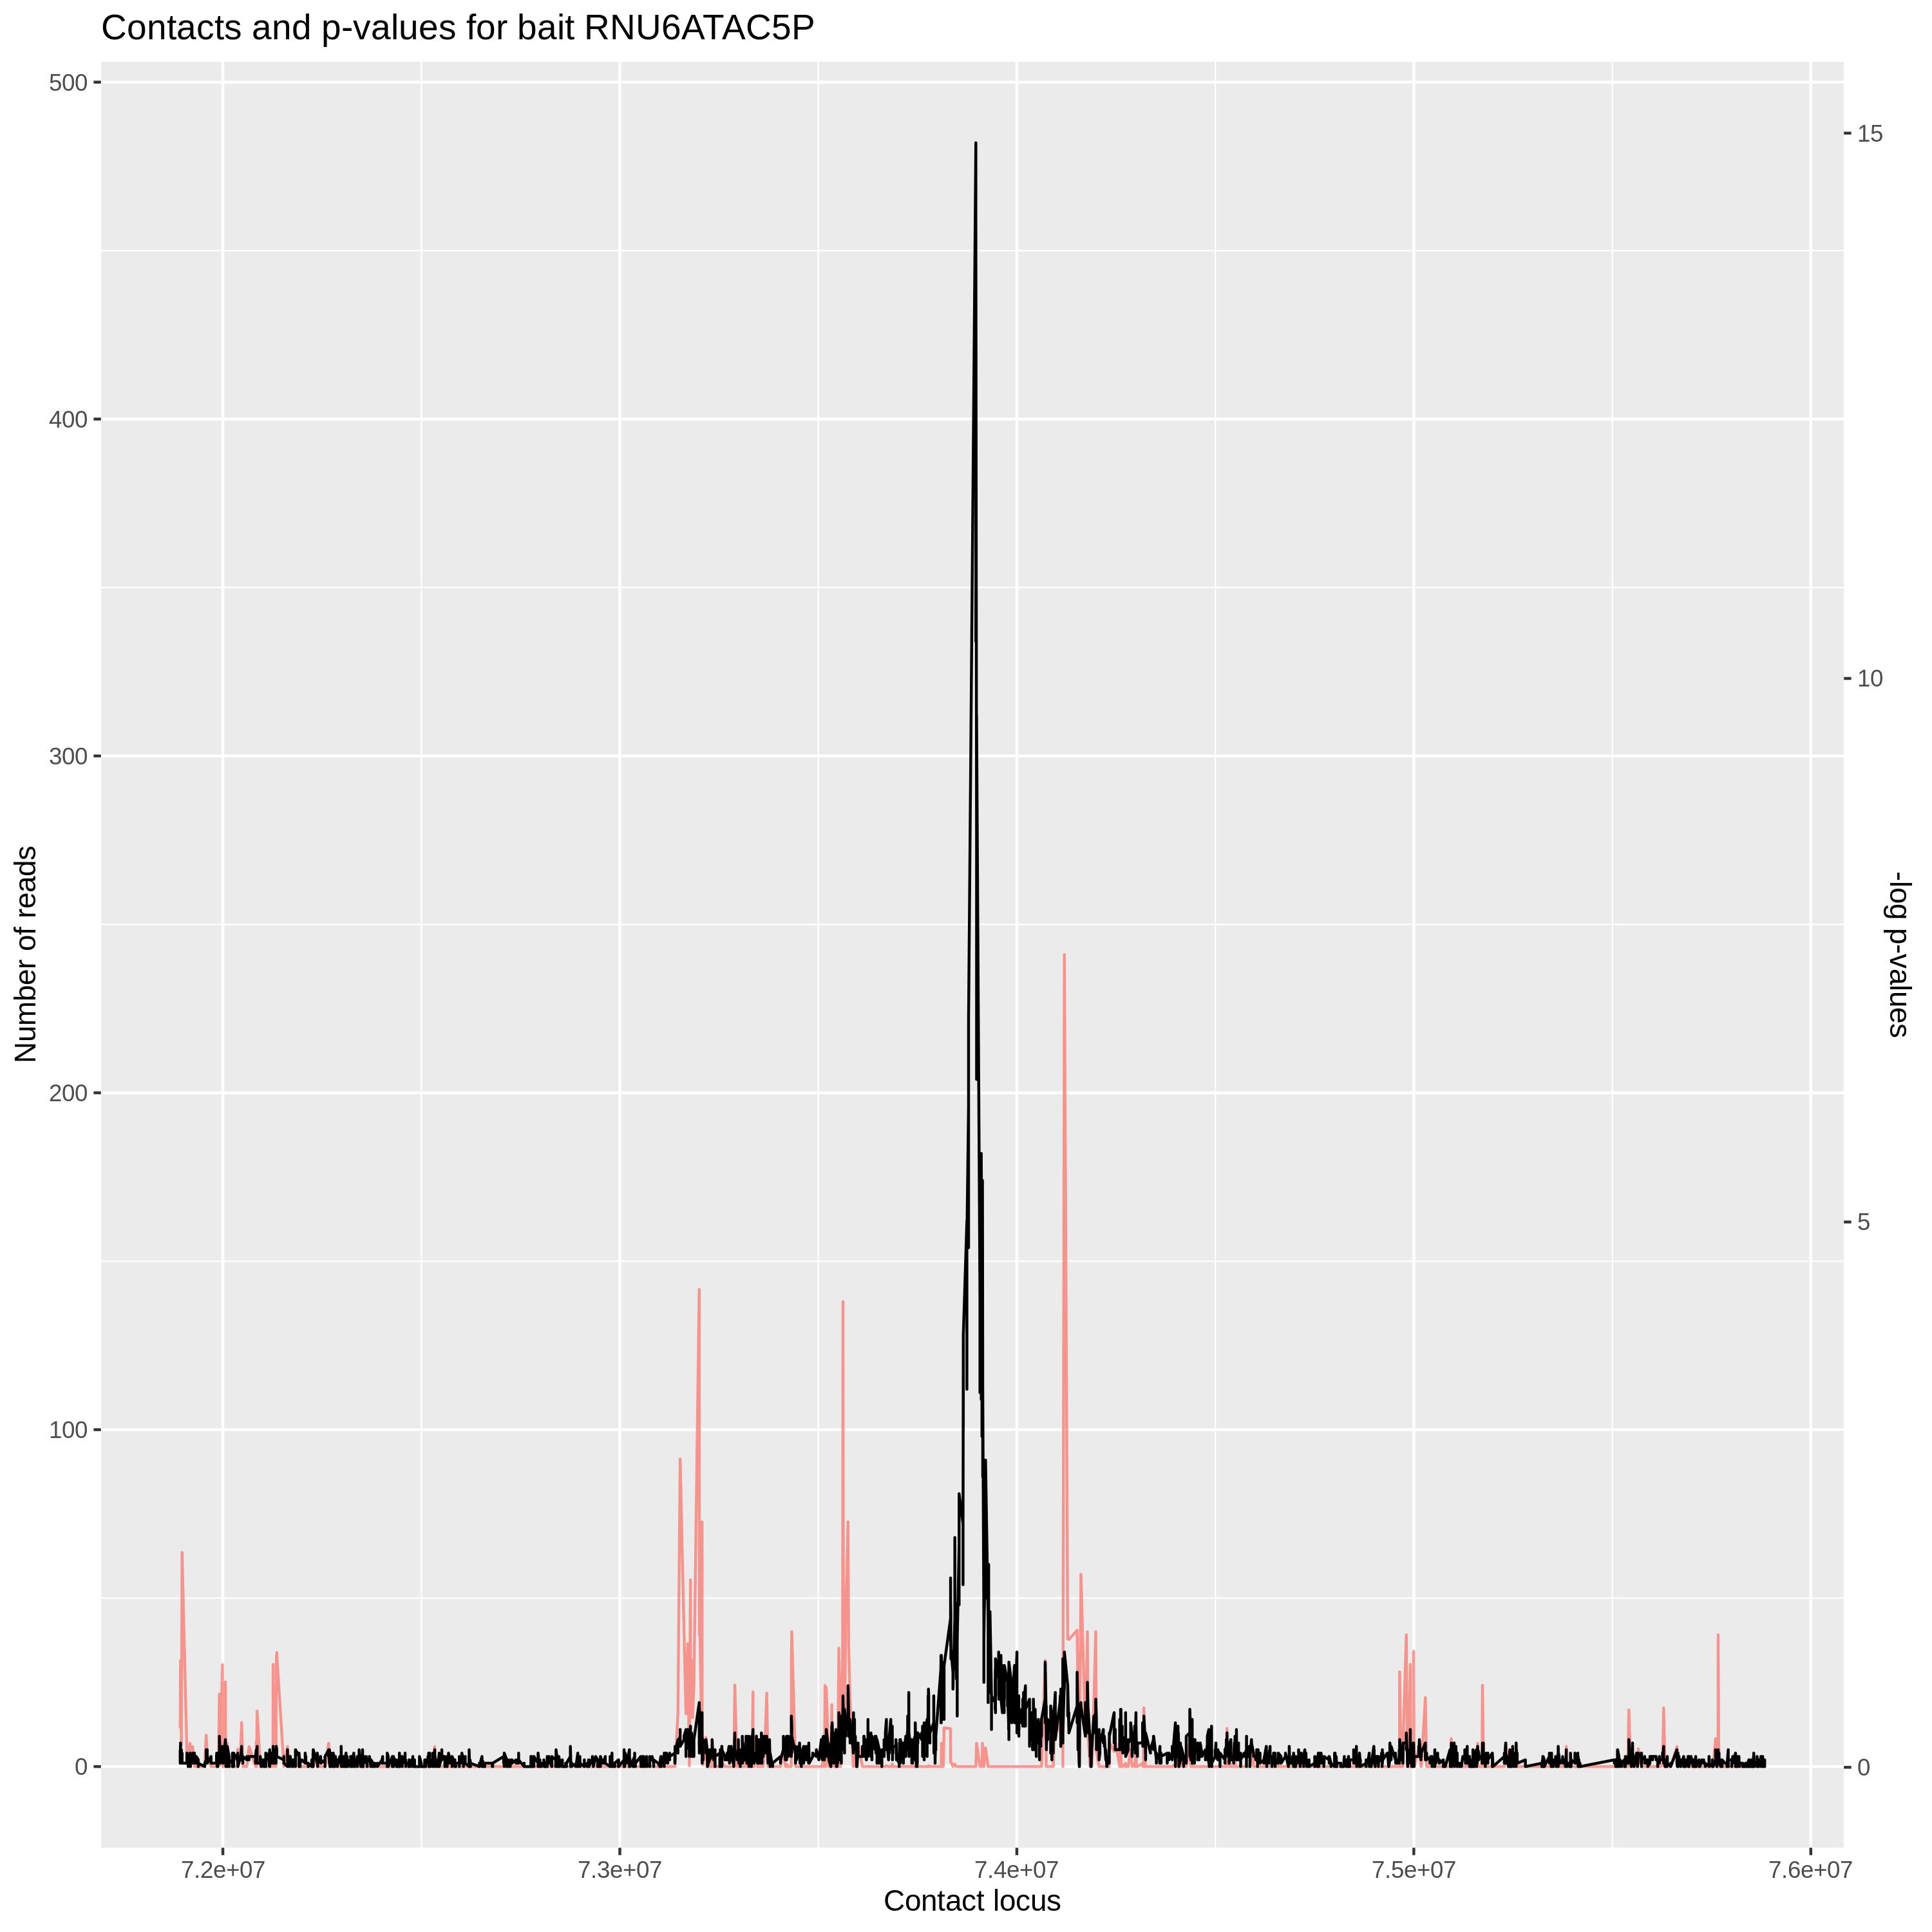 Contacts and p-values for bait RNU6ATAC5P
500
400
300
200
100
0
Number of reads
15
10
5
0
-log p-values
7.2e+07
7.3e+07
7.4e+07
7.5e+07
7.6e+07
Contact locus